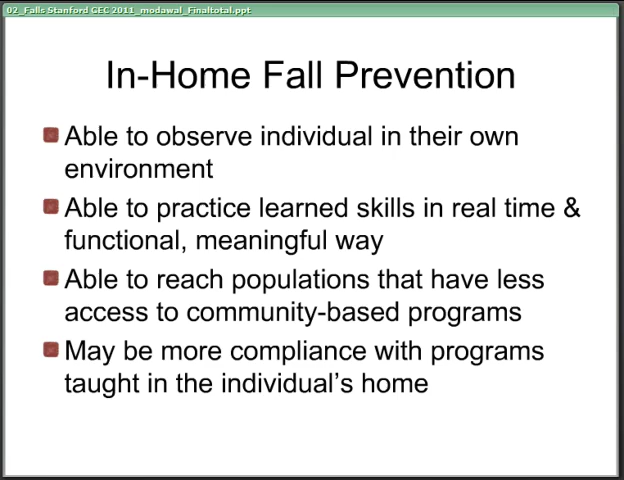 02_Falls Stanford GEC 2011_modawal_Finaltotal.ppt
In-Home Fall Prevention
Able to observe individual in their own
environment
Able to practice learned skills in real time &
functional, meaningful way
Able to reach populations that have less
access to community-based programs
May be more compliance with programs
taught in the individual’s home